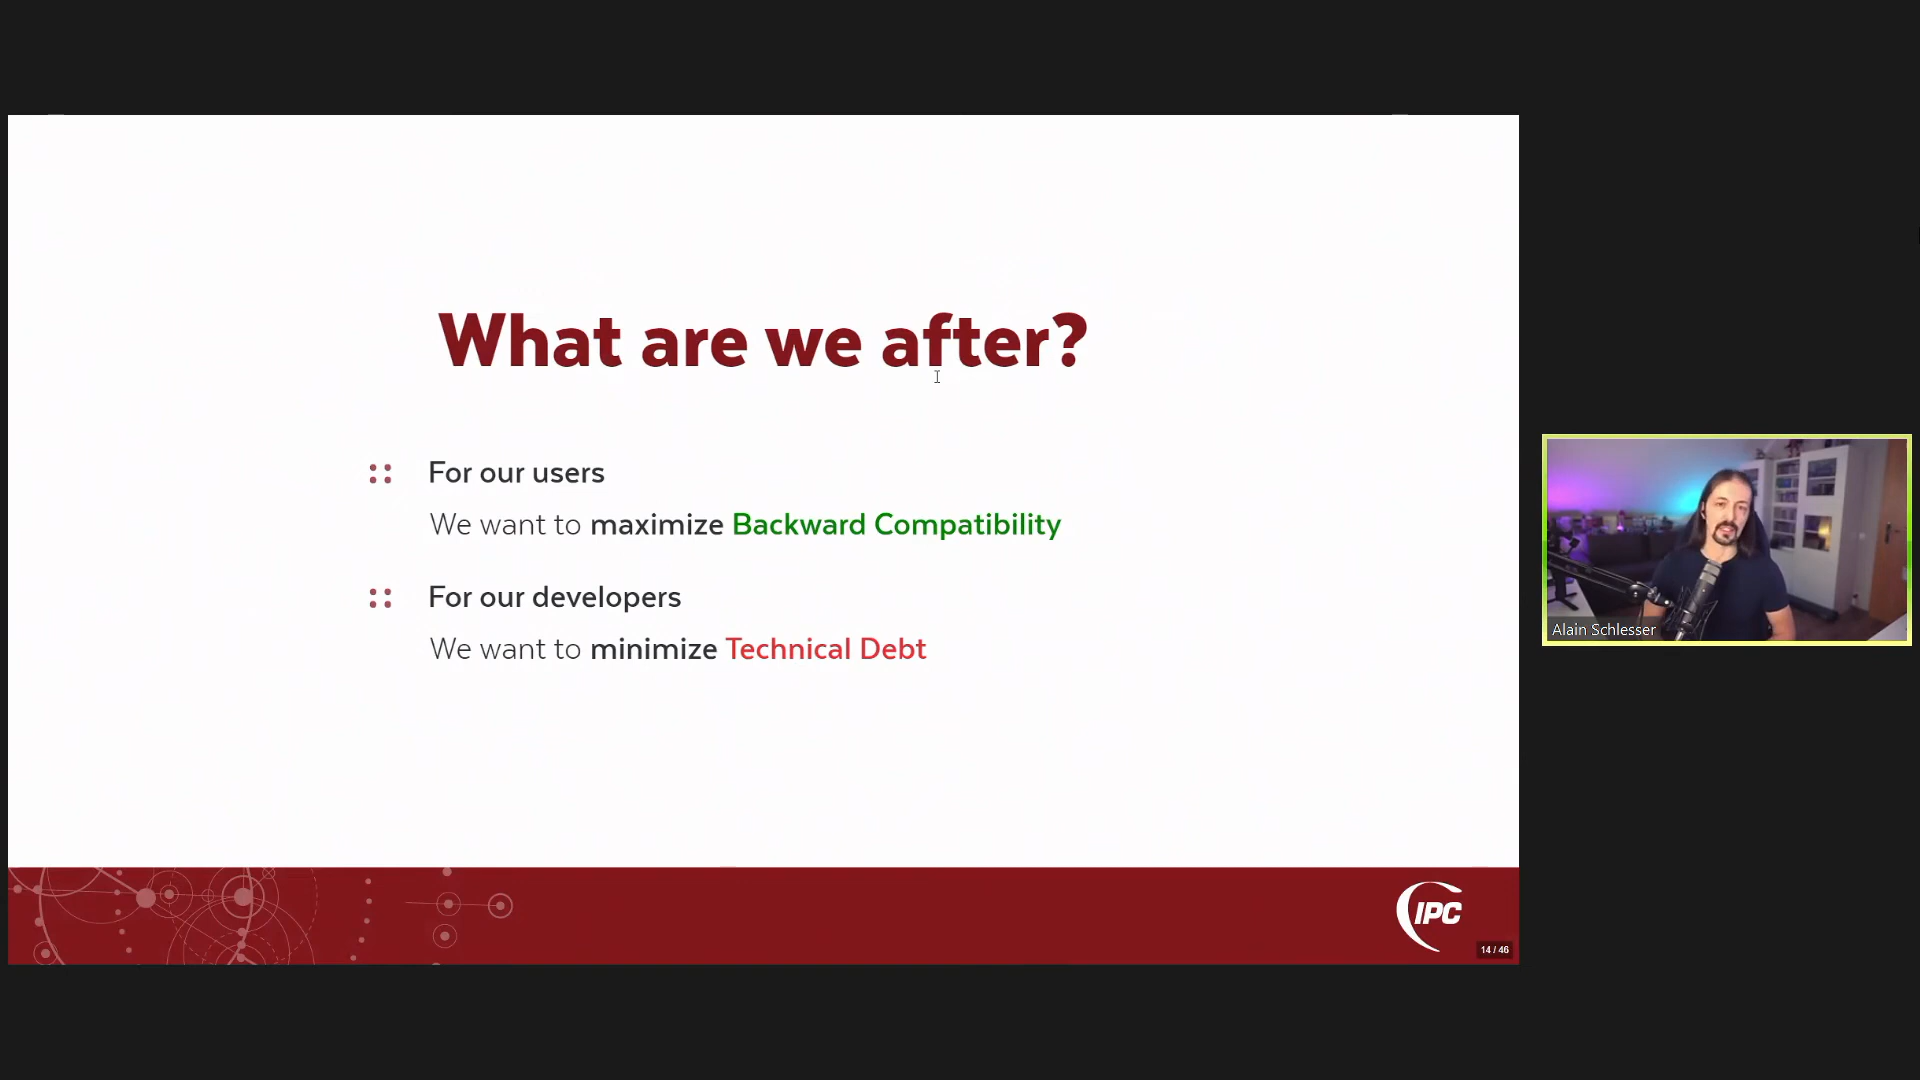 What are we after?
For our users
We want to maximize Backward Compatibility
For our developers
We want to minimize Technical Debt
Alain Schlesser
IPC
14 / 46